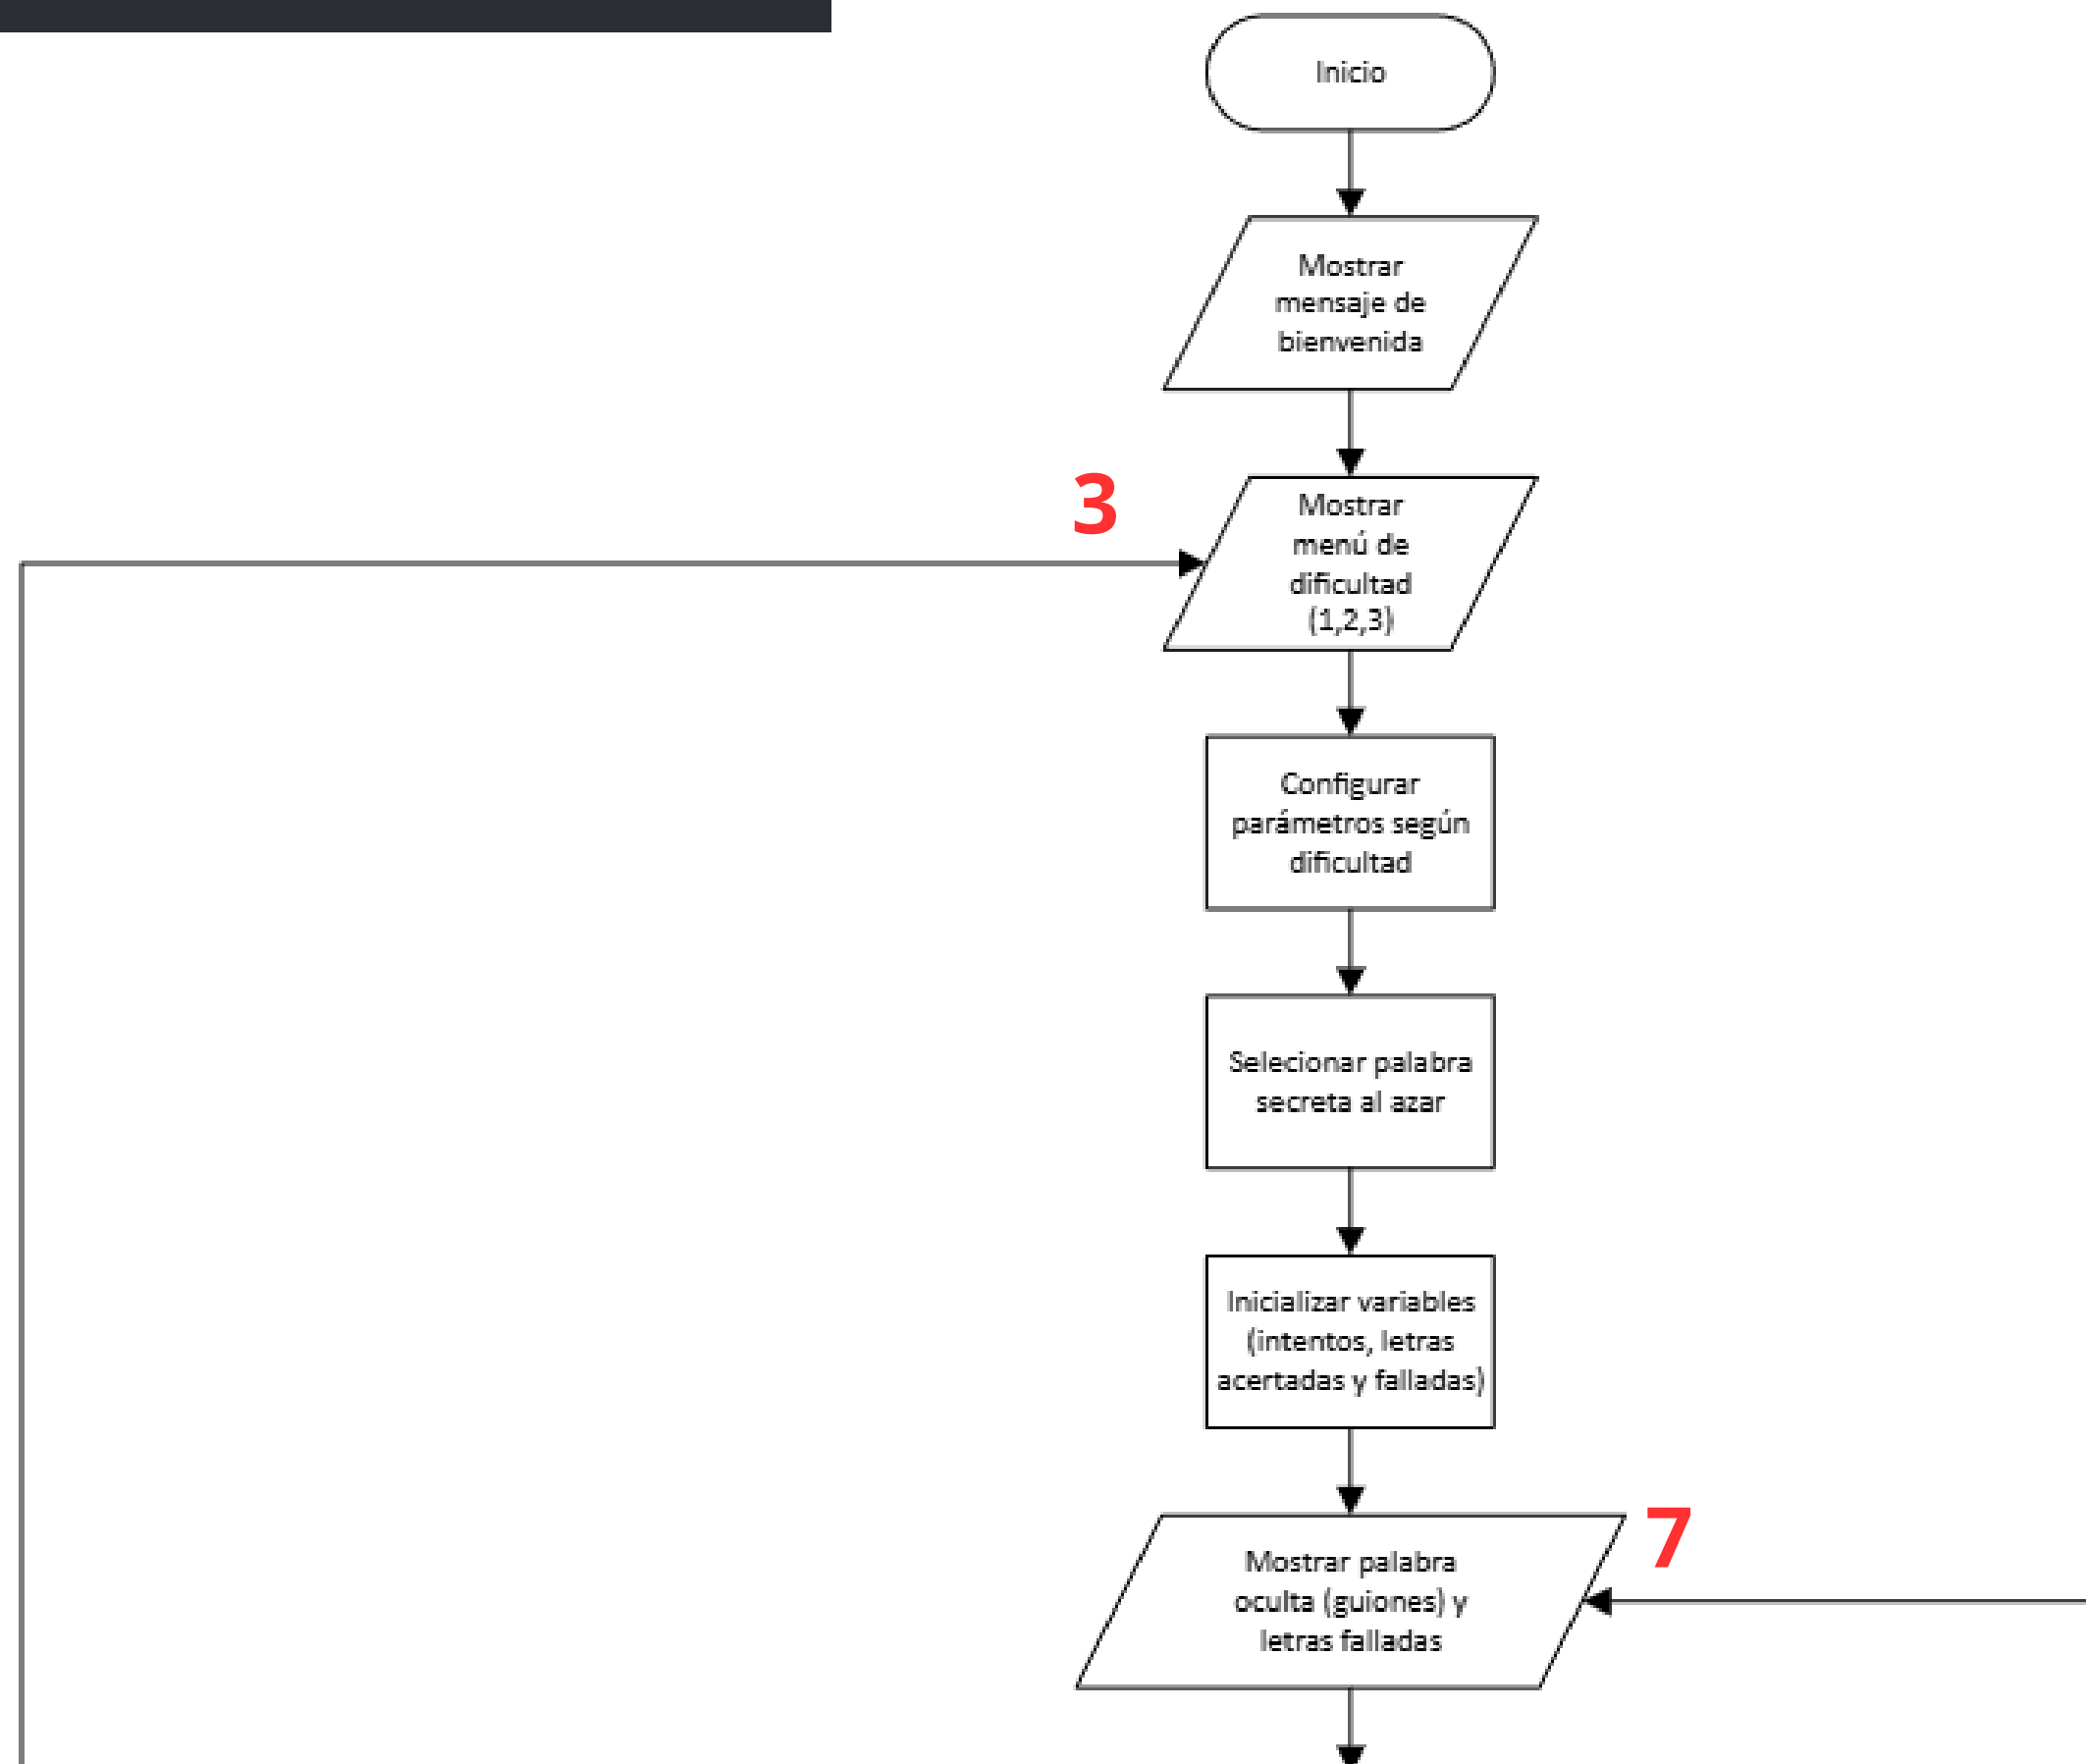 Inicio
Mostrar
mensaje de
bienvenida
3
Mostrar
menú de
dificultad
(1,2,3)
Configurar
parámetros según
dificultad
Selecionar palabra
secreta al azar
Inicializar variables
(intentos, letras
acertadas y falladas)
7
Mostrar palabra
oculta (guiones) y
letras falladas